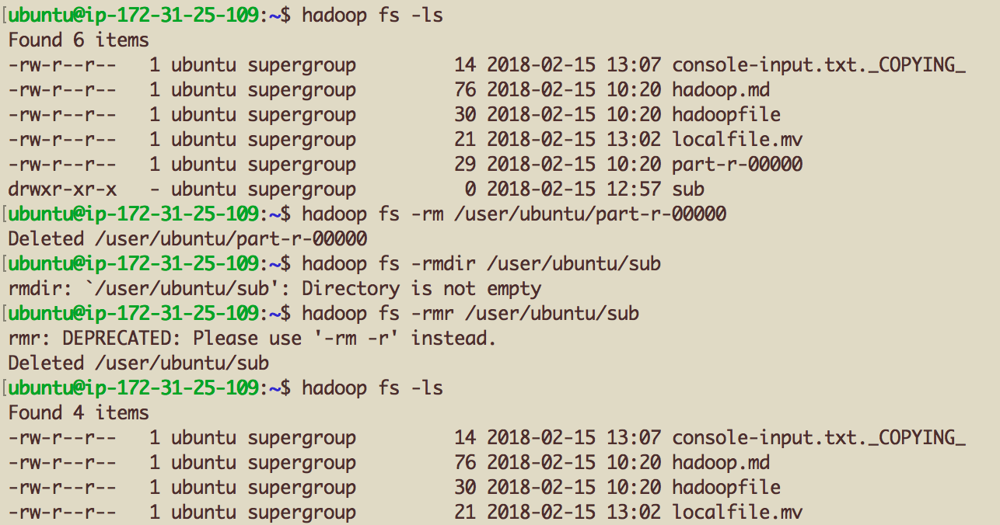 [ubuntu@ip-172-31-25-109:~$ hadoop fs -ls
Found 6 items
-rw-r--r--   1 ubuntu supergroup         14 2018-02-15 13:07 console-input.txt._COPYING_
-rw-r--r--   1 ubuntu supergroup         76 2018-02-15 10:20 hadoop.md
-rw-r--r--   1 ubuntu supergroup         30 2018-02-15 10:20 hadoopfile
-rw-r--r--   1 ubuntu supergroup         21 2018-02-15 13:02 localfile.mv
-rw-r--r--   1 ubuntu supergroup         29 2018-02-15 10:20 part-r-00000
drwxr-xr-x   - ubuntu supergroup          0 2018-02-15 12:57 sub
[ubuntu@ip-172-31-25-109:~$ hadoop fs -rm /user/ubuntu/part-r-00000
Deleted /user/ubuntu/part-r-00000
[ubuntu@ip-172-31-25-109:~$ hadoop fs -rmdir /user/ubuntu/sub
rmdir: `/user/ubuntu/sub': Directory is not empty
[ubuntu@ip-172-31-25-109:~$ hadoop fs -rmr /user/ubuntu/sub
rmr: DEPRECATED: Please use '-rm -r' instead.
Deleted /user/ubuntu/sub
[ubuntu@ip-172-31-25-109:~$ hadoop fs -ls
Found 4 items
-rw-r--r--   1 ubuntu supergroup         14 2018-02-15 13:07 console-input.txt._COPYING_
-rw-r--r--   1 ubuntu supergroup         76 2018-02-15 10:20 hadoop.md
-rw-r--r--   1 ubuntu supergroup         30 2018-02-15 10:20 hadoopfile
-rw-r--r--   1 ubuntu supergroup         21 2018-02-15 13:02 localfile.mv